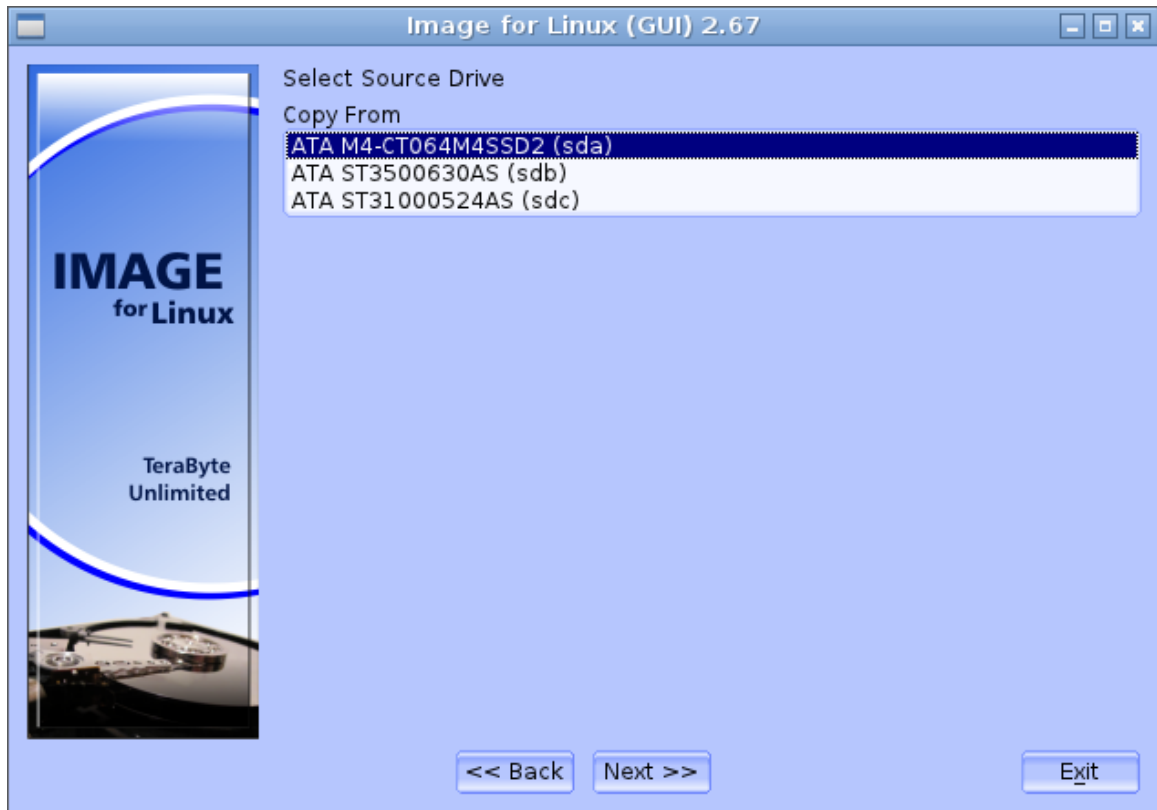 Image for Linux (GUI) 2.67
Select Source Drive
Copy From
ATA M4-CT064M4SSD2 (sda)
ATA ST3500630AS (sdb)
ATA ST31000524AS (sdc)
IMAGE
for Linux
TeraByte
Unlimited
<< Back
Next >>
Exit